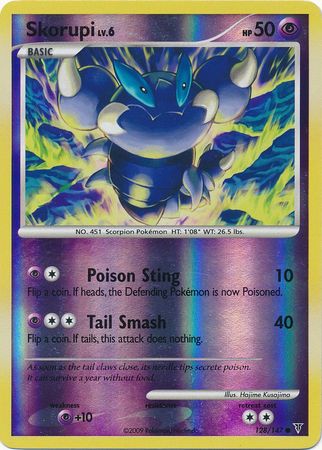 Skorupi LV.6
HP 50
BASIC
NO. 451 Scorpion Pokémon HT: 1'08" WT: 26.5 lbs.
Poison Sting 10
Flip a coin. If heads, the Defending Pokémon is now Poisoned.
Tail Smash 40
Flip a coin. If tails, this attack does nothing.
As soon as the tail claws close, its needle tips secrete poison.
It can survive a year without food.
Illus. Hajime Kusajima
weakness resistance retreat cost
+10
©2009 Pokémon/Nintendo
128/147